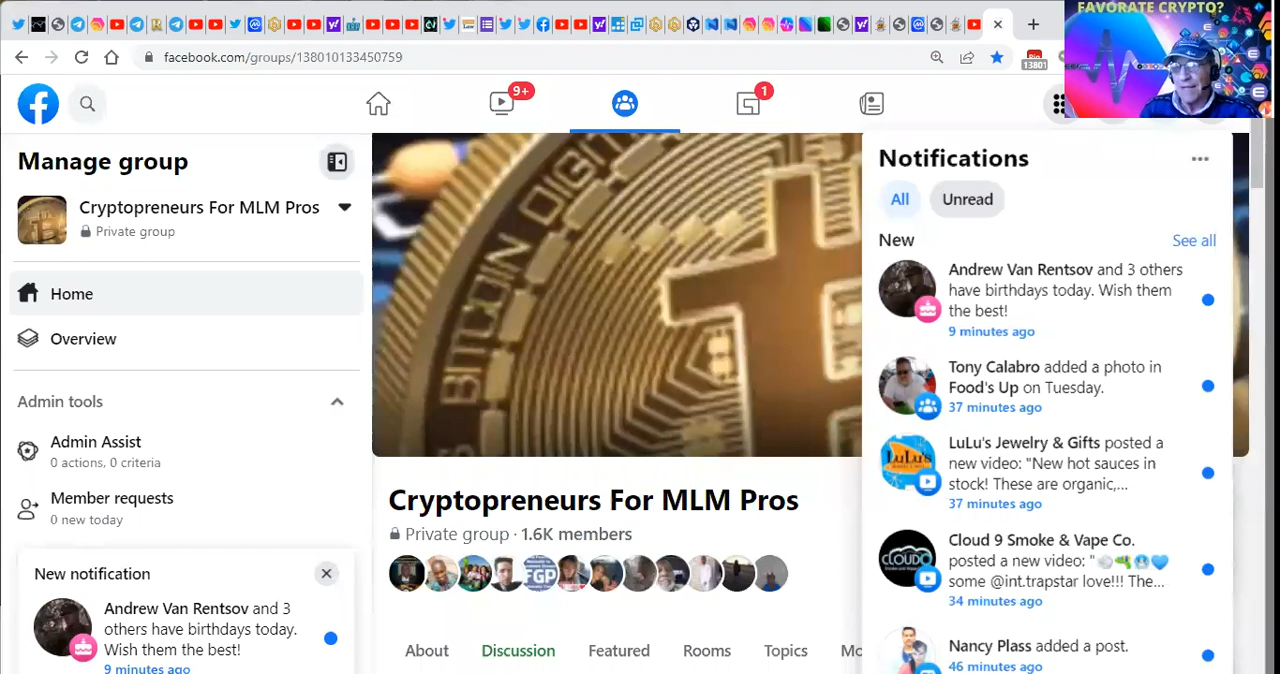 FAVORATE CRYPTO?
facebook.com/groups/138010133450759
13801
9+
1
Manage group
Cryptopreneurs For MLM Pros
Private group
Home
Overview
Admin tools
Admin Assist
0 actions, 0 criteria
Member requests
0 new today
New notification
Andrew Van Rentsov and 3
others have birthdays today.
Wish them the best!
9 minutes ago
BITCOIN DIGIT
Cryptopreneurs For MLM Pros
Private group · 1.6K members
FGP
About
Discussion
Featured
Rooms
Topics
Mo
Notifications
All
Unread
New
See all
Andrew Van Rentsov and 3 others
have birthdays today. Wish them
the best!
9 minutes ago
Tony Calabro added a photo in
Food's Up on Tuesday.
37 minutes ago
LuLu's
LuLu's Jewelry & Gifts posted a
new video: "New hot sauces in
stock! These are organic,...
37 minutes ago
CLOUD
Cloud 9 Smoke & Vape Co.
posted a new video: "
some @int.trapstar love!!! The...
34 minutes ago
Nancy Plass added a post.
46 minutes ago